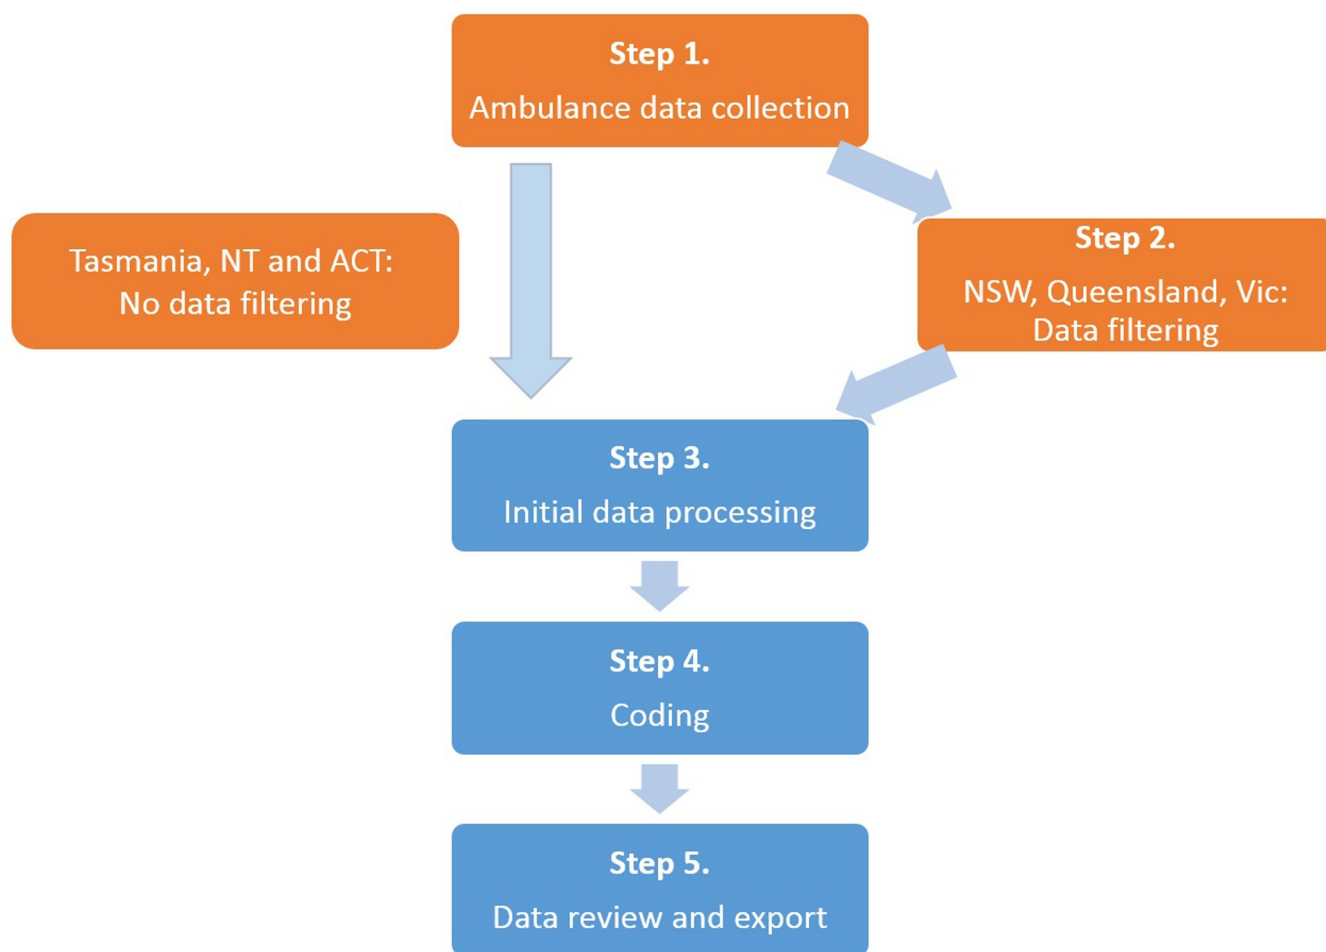 Step 1.
Ambulance data collection
Tasmania, NT and ACT:
No data filtering
Step 2.
NSW, Queensland, Vic:
Data filtering
Step 3.
Initial data processing
Step 4.
Coding
Step 5.
Data review and export